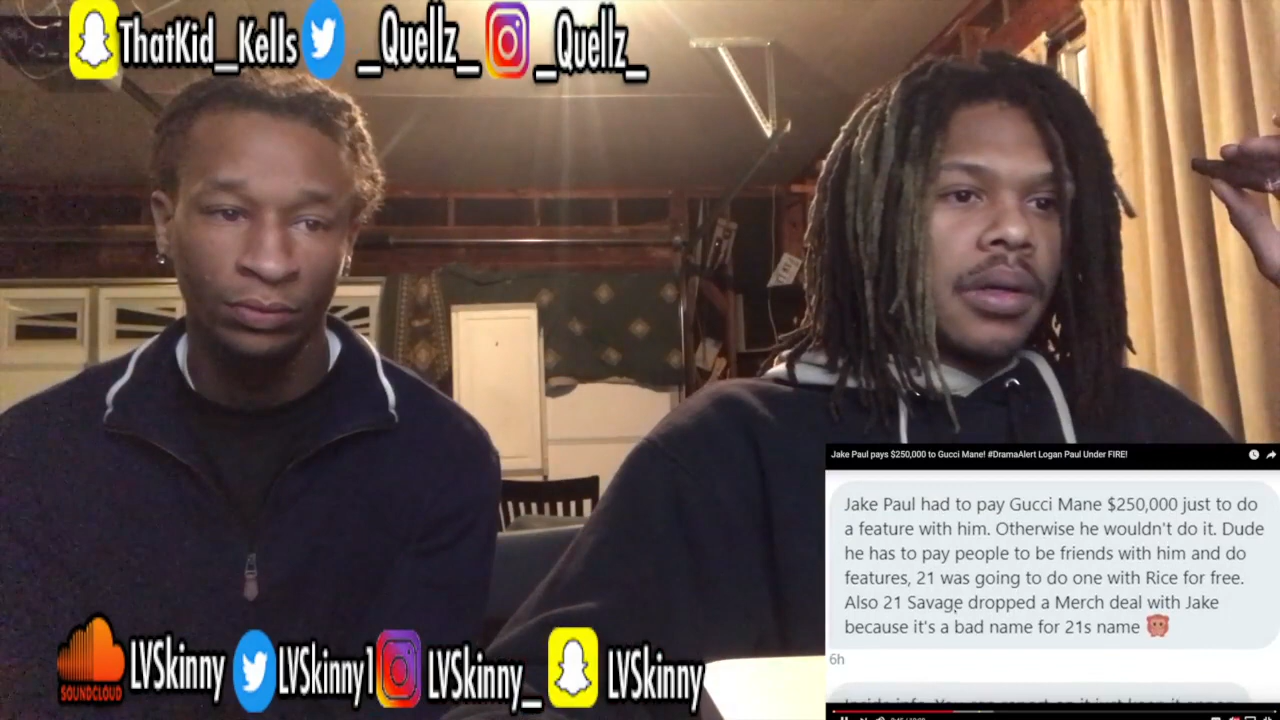 ThatKid_Kells _Quellz_ _Quellz_
Jake Paul pays $250,000 to Gucci Mane! #DramaAlert Logan Paul Under FIRE!
Jake Paul had to pay Gucci Mane $250,000 just to do
a feature with him. Otherwise he wouldn't do it. Dude
he has to pay people to be friends with him and do
features, 21 was going to do one with Rice for free.
Also 21 Savage dropped a Merch deal with Jake
because it's a bad name for 21s name
6h
SOUNDCLOUD LVSkinny LVSkinny1 LVSkinny_ LVSkinny